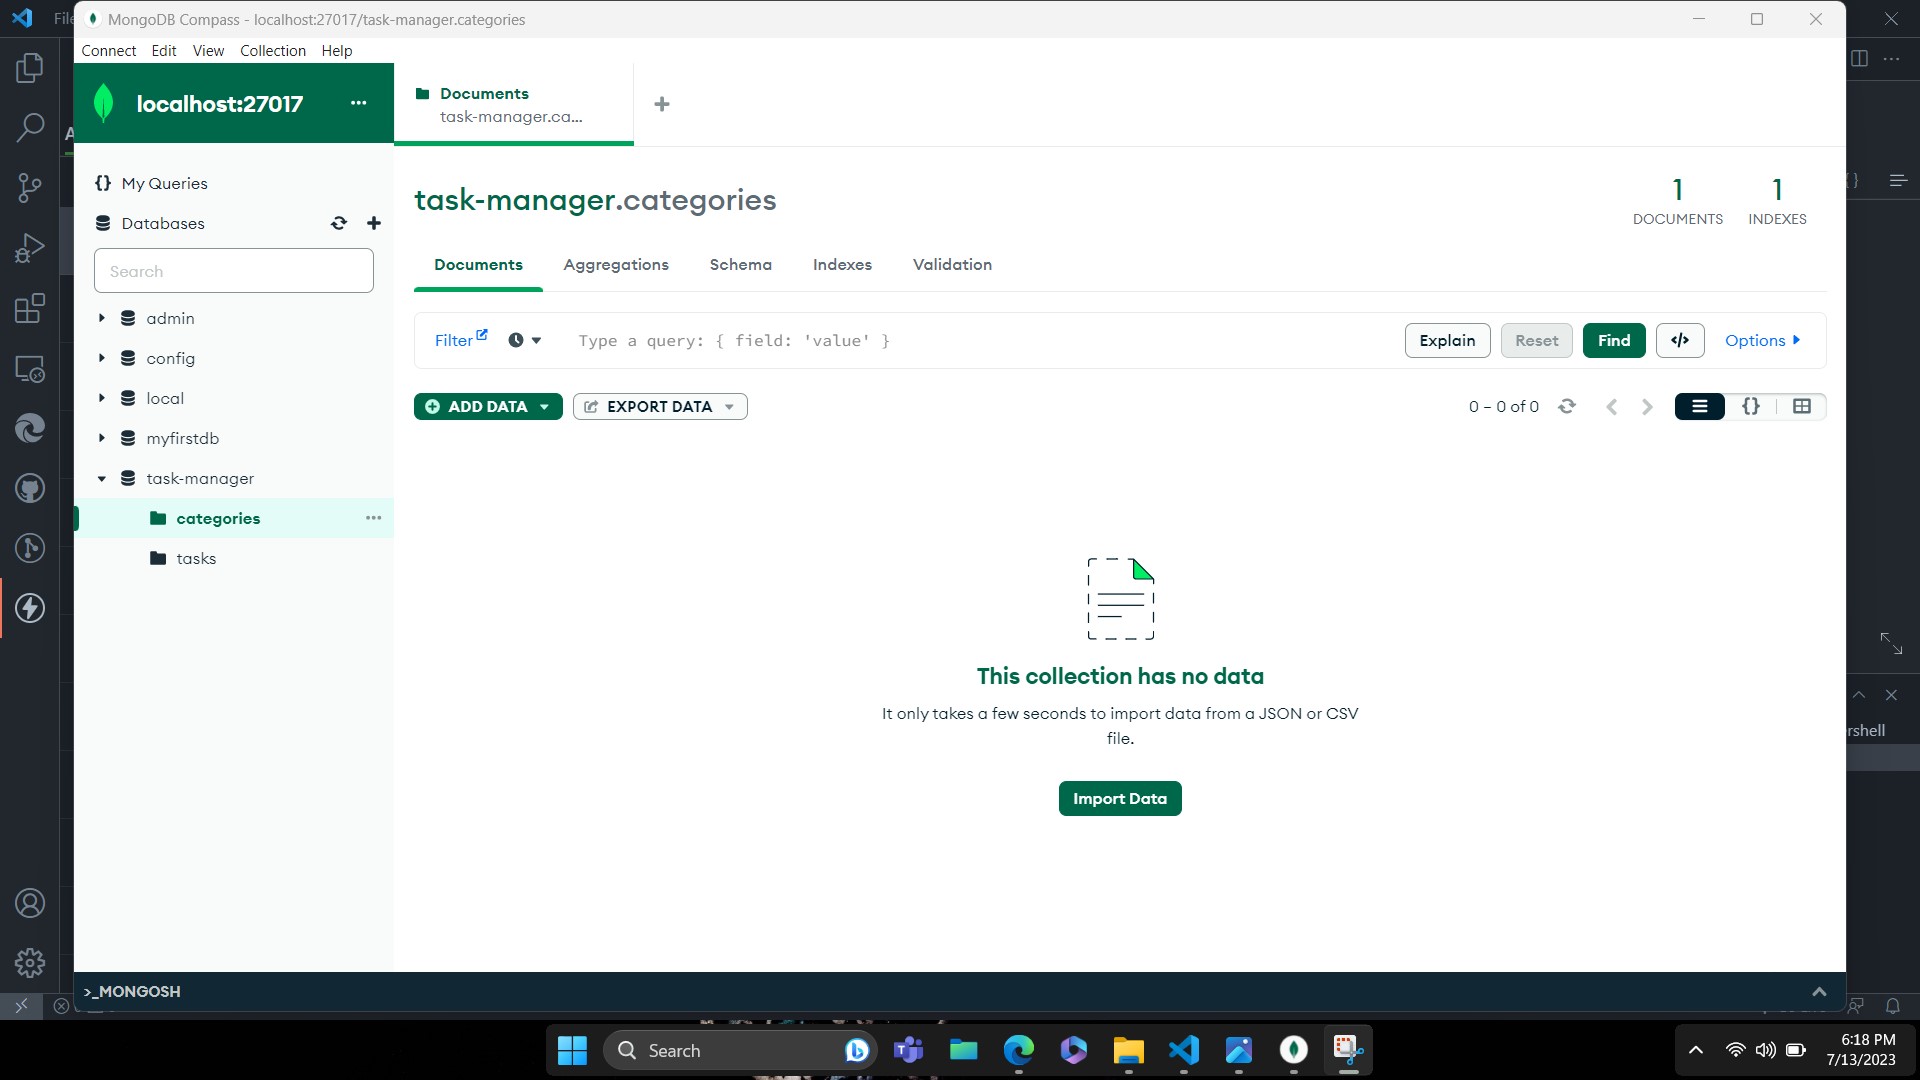 File
MongoDB Compass - localhost:27017/task-manager.categories
Connect Edit View Collection Help
localhost:27017 ···
Documents
task-manager.ca...
My Queries
Databases
Search
admin
config
local
myfirstdb
task-manager
categories ···
tasks
task-manager.categories
1
DOCUMENTS
1
INDEXES
Documents Aggregations Schema Indexes Validation
Filter Type a query: { field: 'value' } Explain Reset Find </> Options
ADD DATA EXPORT DATA 0 – 0 of 0 {}
This collection has no data
It only takes a few seconds to import data from a JSON or CSV
file.
Import Data
rshell
>_MONGOSH
Search
6:18 PM
7/13/2023